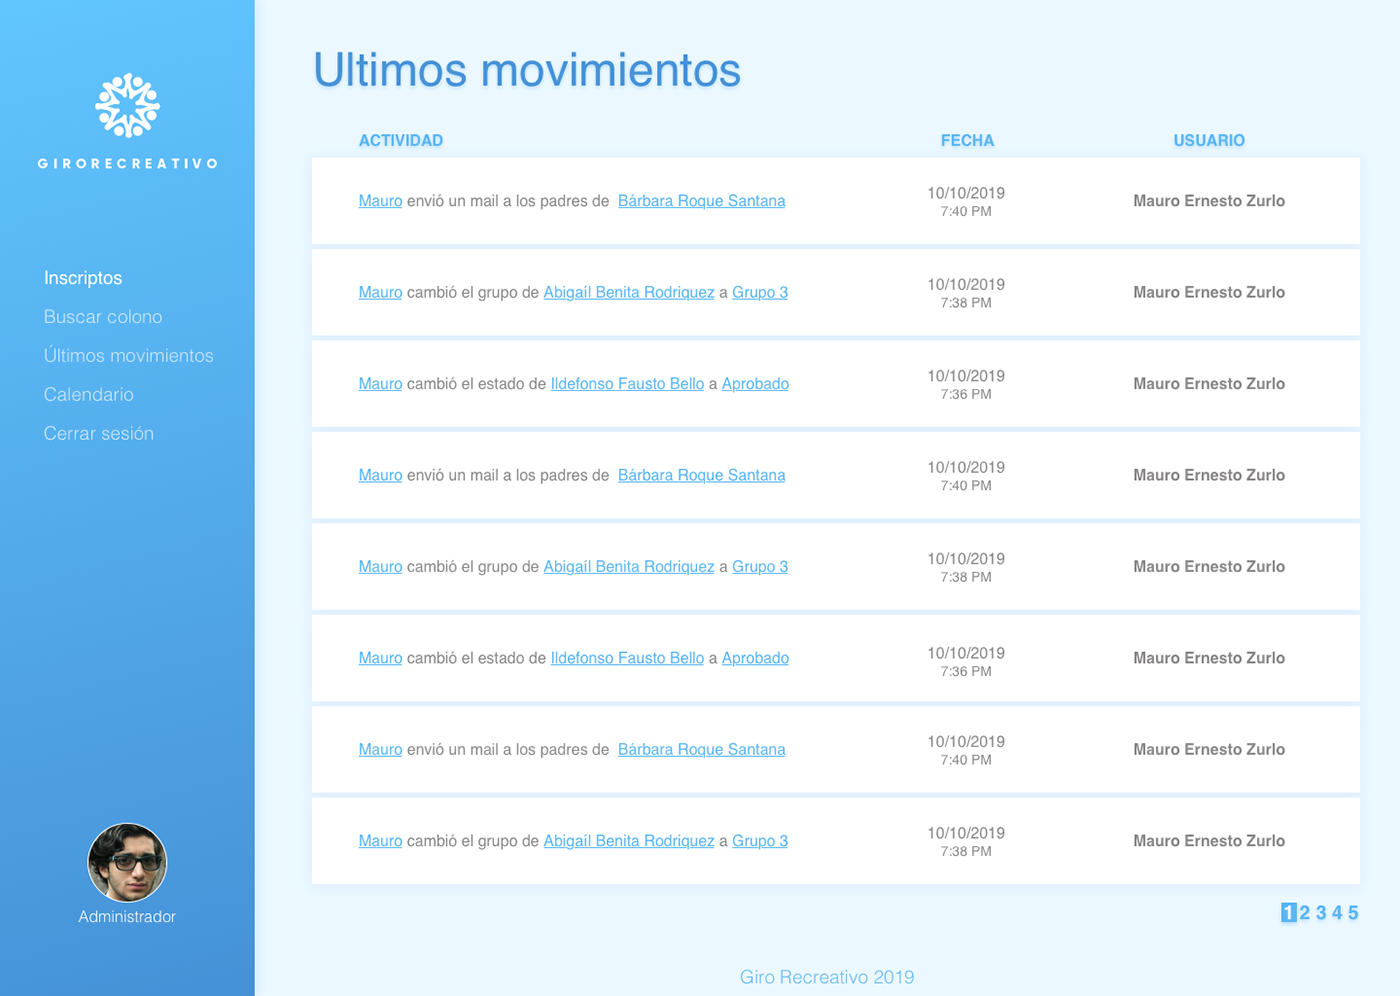 GIRORECREATIVO
Inscriptos
Buscar colono
Últimos movimientos
Calendario
Cerrar sesión
Administrador
Ultimos movimientos
ACTIVIDAD FECHA USUARIO
Mauro envió un mail a los padres de Bárbara Roque Santana 10/10/2019 Mauro Ernesto Zurlo
7:40 PM
Mauro cambió el grupo de Abigaíl Benita Rodriquez a Grupo 3 10/10/2019 Mauro Ernesto Zurlo
7:38 PM
Mauro cambió el estado de Ildefonso Fausto Bello a Aprobado 10/10/2019 Mauro Ernesto Zurlo
7:36 PM
Mauro envió un mail a los padres de Bárbara Roque Santana 10/10/2019 Mauro Ernesto Zurlo
7:40 PM
Mauro cambió el grupo de Abigaíl Benita Rodriquez a Grupo 3 10/10/2019 Mauro Ernesto Zurlo
7:38 PM
Mauro cambió el estado de Ildefonso Fausto Bello a Aprobado 10/10/2019 Mauro Ernesto Zurlo
7:36 PM
Mauro envió un mail a los padres de Bárbara Roque Santana 10/10/2019 Mauro Ernesto Zurlo
7:40 PM
Mauro cambió el grupo de Abigaíl Benita Rodriquez a Grupo 3 10/10/2019 Mauro Ernesto Zurlo
7:38 PM
1 2 3 4 5
Giro Recreativo 2019